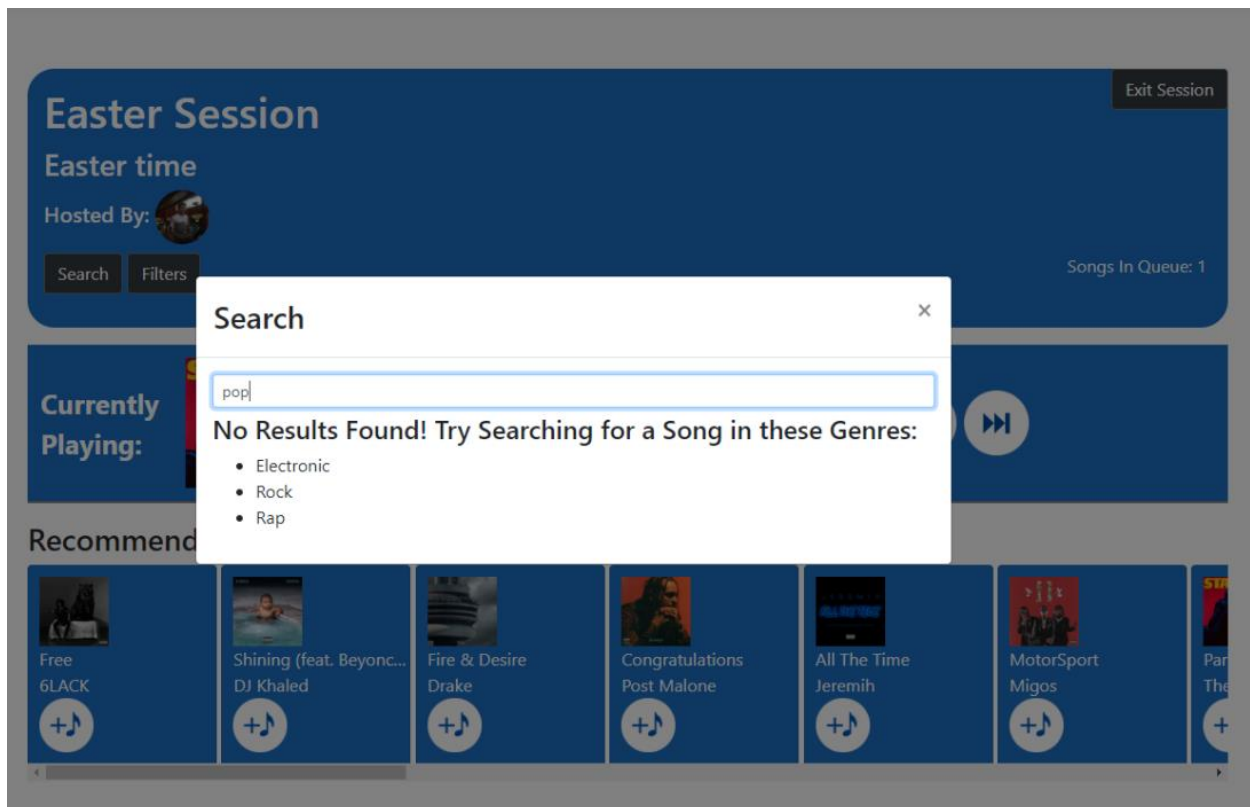 Exit Session
Easter Session
Easter time
Hosted By:
Search Filters
Songs In Queue: 1
Search ×
pop
No Results Found! Try Searching for a Song in these Genres:
• Electronic
• Rock
• Rap
Currently
Playing:
Recommend
Free
6LACK
Shining (feat. Beyonc...
DJ Khaled
Fire & Desire
Drake
Congratulations
Post Malone
All The Time
Jeremih
MotorSport
Migos
Par
The